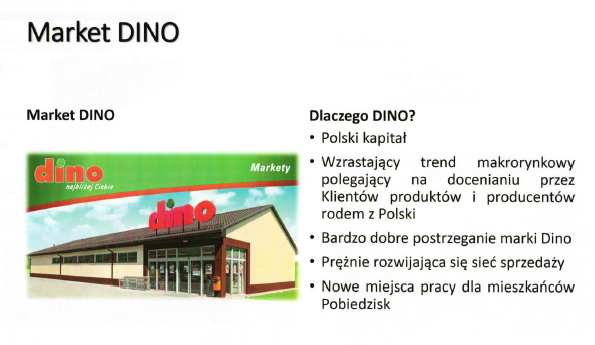 Market DINO
Market DINO
dino
najbliżej Ciebie
Markety
dino
Dlaczego DINO?
• Polski kapitał
• Wzrastający trend makrorynkowy
polegający na docenianiu przez
Klientów produktów i producentów
rodem z Polski
• Bardzo dobre postrzeganie marki Dino
• Prężnie rozwijająca się sieć sprzedaży
• Nowe miejsca pracy dla mieszkańców
Pobiedzisk